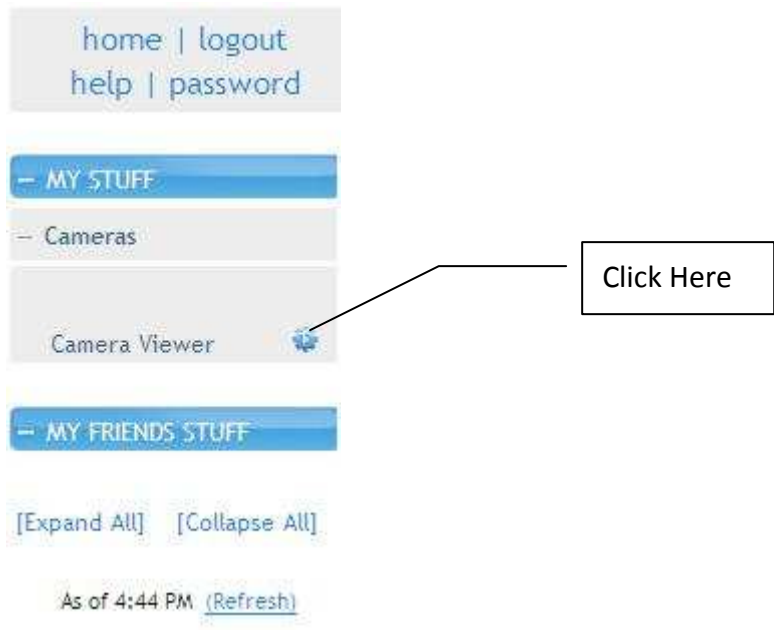 home | logout
help | password
– MY STUFF
– Cameras
Click Here
Camera Viewer
– MY FRIENDS STUFF
[Expand All] [Collapse All]
As of 4:44 PM (Refresh)